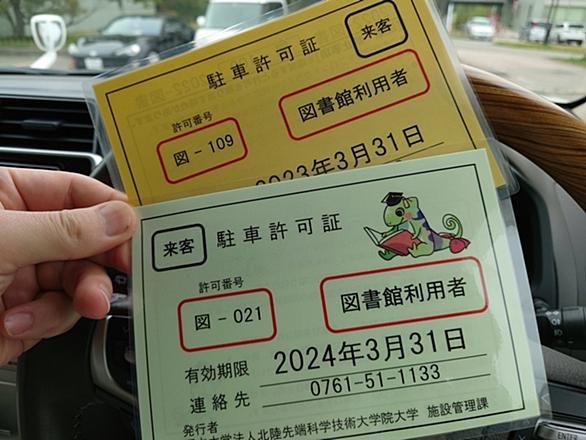 来客
駐車許可証
許可番号
図 - 109
図書館利用者
2023年3月31日
来客
駐車許可証
許可番号
図 - 021
図書館利用者
有効期限 2024年3月31日
連絡先 0761-51-1133
発行者
大学法人北陸先端科学技術大学院大学 施設管理課